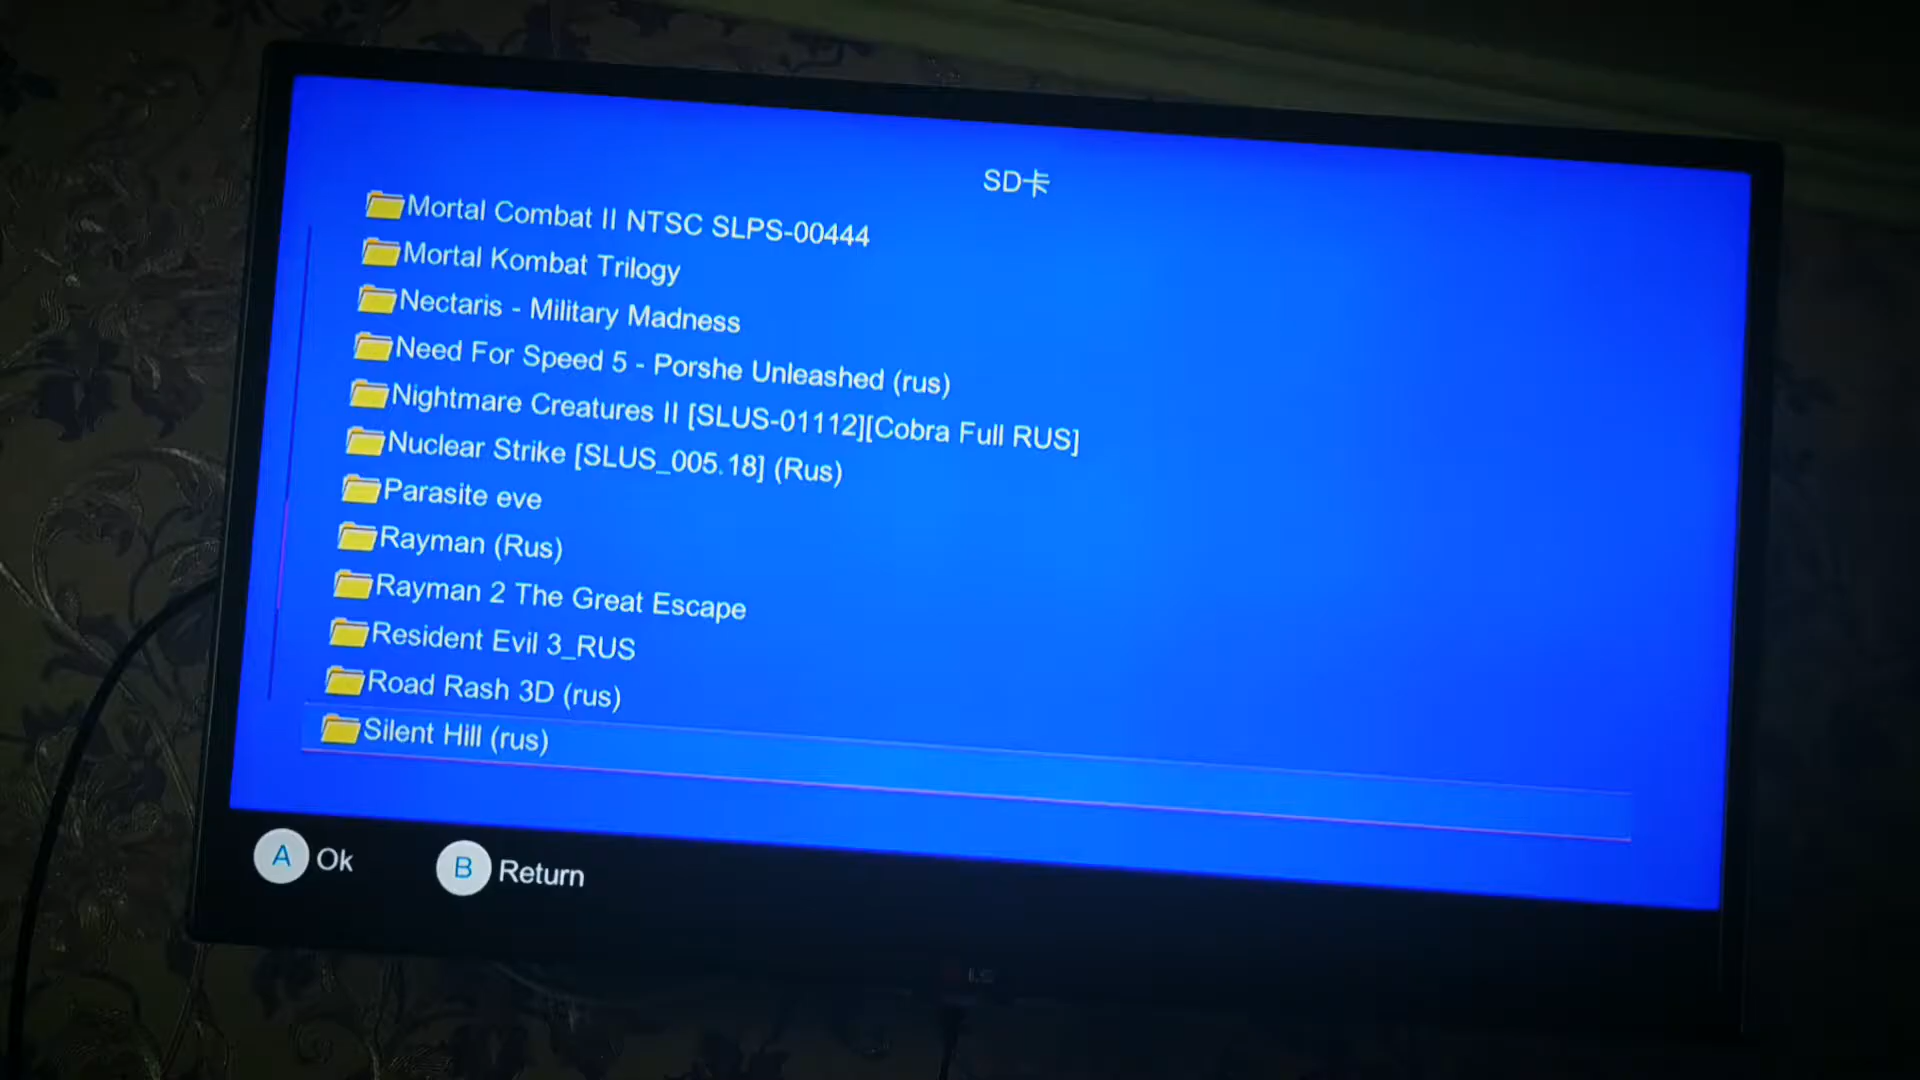 SD卡
Mortal Combat II NTSC SLPS-00444
Mortal Kombat Trilogy
Nectaris - Military Madness
Need For Speed 5 - Porshe Unleashed (rus)
Nightmare Creatures II [SLUS-01112][Cobra Full RUS]
Nuclear Strike [SLUS_005.18] (Rus)
Parasite eve
Rayman (Rus)
Rayman 2 The Great Escape
Resident Evil 3_RUS
Road Rash 3D (rus)
Silent Hill (rus)
A Ok B Return
LG